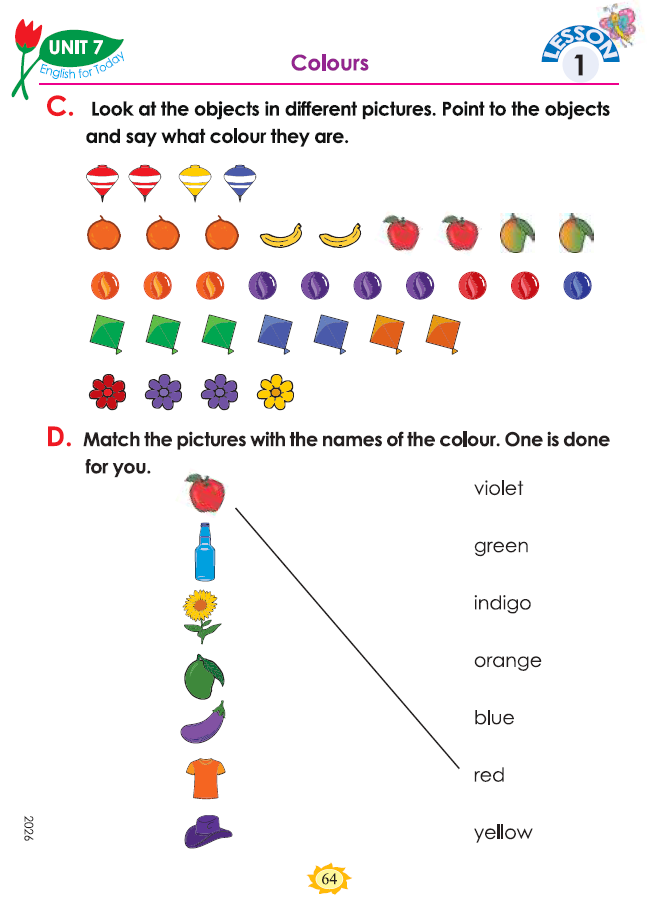 UNIT 7
English for Today
Colours
LESSON
1
C. Look at the objects in different pictures. Point to the objects
and say what colour they are.
D. Match the pictures with the names of the colour. One is done
for you.
violet
green
indigo
orange
blue
red
yellow
2026
64